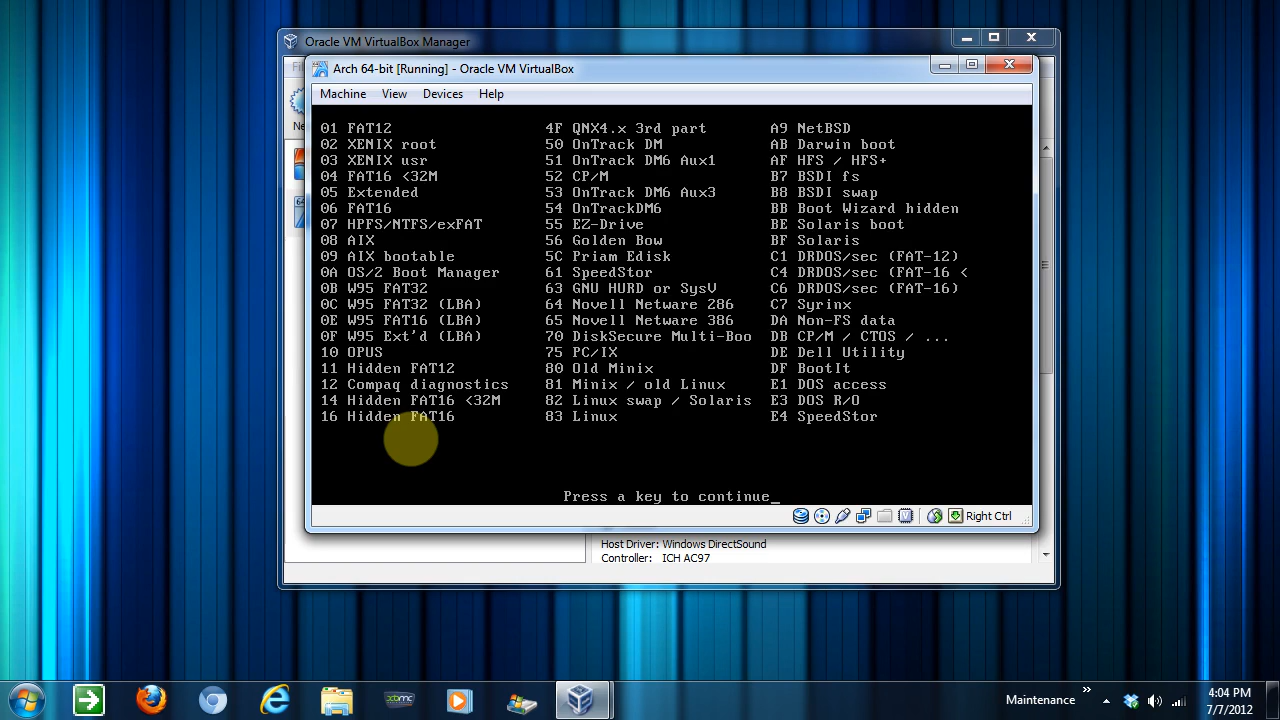 Oracle VM VirtualBox Manager
Arch 64-bit [Running] - Oracle VM VirtualBox
Machine View Devices Help
01 FAT12 4F QNX4.x 3rd part A9 NetBSD
02 XENIX root 50 OnTrack DM AB Darwin boot
03 XENIX usr 51 OnTrack DM6 Aux1 AF HFS / HFS+
04 FAT16 <32M 52 CP/M B7 BSDI fs
05 Extended 53 OnTrack DM6 Aux3 B8 BSDI swap
06 FAT16 54 OnTrackDM6 BB Boot Wizard hidden
07 HPFS/NTFS/exFAT 55 EZ-Drive BE Solaris boot
08 AIX 56 Golden Bow BF Solaris
09 AIX bootable 5C Priam Edisk C1 DRDOS/sec (FAT-12)
0A OS/2 Boot Manager 61 SpeedStor C4 DRDOS/sec (FAT-16 <
0B W95 FAT32 63 GNU HURD or SysV C6 DRDOS/sec (FAT-16)
0C W95 FAT32 (LBA) 64 Novell Netware 286 C7 Syrinx
0E W95 FAT16 (LBA) 65 Novell Netware 386 DA Non-FS data
0F W95 Ext'd (LBA) 70 DiskSecure Multi-Boo DB CP/M / CTOS / ...
10 OPUS 75 PC/IX DE Dell Utility
11 Hidden FAT12 80 Old Minix DF BootIt
12 Compaq diagnostics 81 Minix / old Linux E1 DOS access
14 Hidden FAT16 <32M 82 Linux swap / Solaris E3 DOS R/O
16 Hidden FAT16 83 Linux E4 SpeedStor
Press a key to continue_
Right Ctrl
Host Driver: Windows DirectSound
Controller: ICH AC97
Maintenance
4:04 PM
7/7/2012